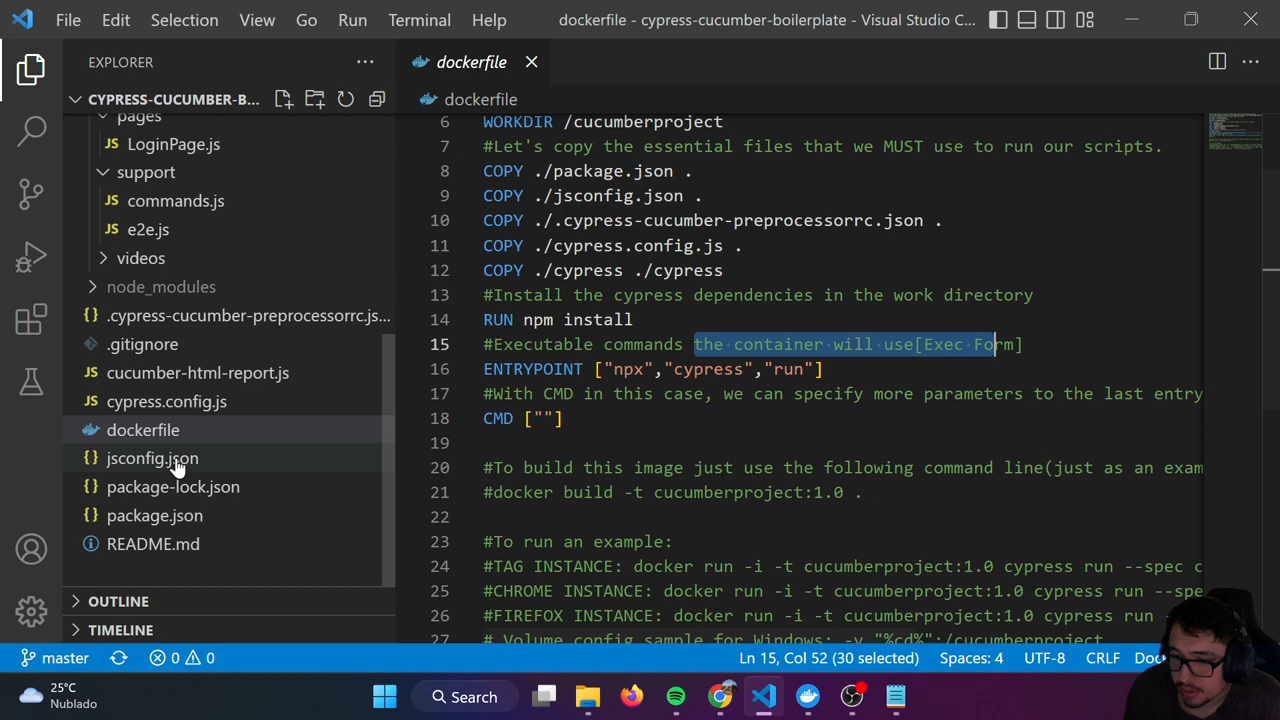 File Edit Selection View Go Run Terminal Help
dockerfile - cypress-cucumber-boilerplate - Visual Studio C...
EXPLORER
CYPRESS-CUCUMBER-B...
pages
LoginPage.js
support
commands.js
e2e.js
videos
node_modules
.cypress-cucumber-preprocessorrc.js...
.gitignore
cucumber-html-report.js
cypress.config.js
dockerfile
jsconfig.json
package-lock.json
package.json
README.md
OUTLINE
TIMELINE
dockerfile
dockerfile
6 WORKDIR /cucumberproject
7 #Let'S copy the essential files that we MUST use to run our scripts.
8 COPY ./package.json .
9 COPY ./jsconfig.json .
10 COPY ./.cypress-cucumber-preprocessorrc.json .
11 COPY ./cypress.config.js .
12 COPY ./cypress ./cypress
13 #Install the cypress dependencies in the work directory
14 RUN npm install
15 #Executable commands the container will use[Exec Form]
16 ENTRYPOINT ["npx","cypress","run"]
17 #With CMD in this case, we can specify more parameters to the last entry
18 CMD [""]
19
20 #To build this image just use the following command line(just as an exam
21 #docker build -t cucumberproject:1.0 .
22
23 #To run an example:
24 #TAG INSTANCE: docker run -i -t cucumberproject:1.0 cypress run --spec c
25 #CHROME INSTANCE: docker run -i -t cucumberproject:1.0 cypress run --spe
26 #FIREFOX INSTANCE: docker run -i -t cucumberproject:1.0 cypress run
27 # Volume config sample for Windows: -v "%cd%":/cucumberproject
master 0 0 Ln 15, Col 52 (30 selected) Spaces: 4 UTF-8 CRLF Doc
25°C
Nublado
Search